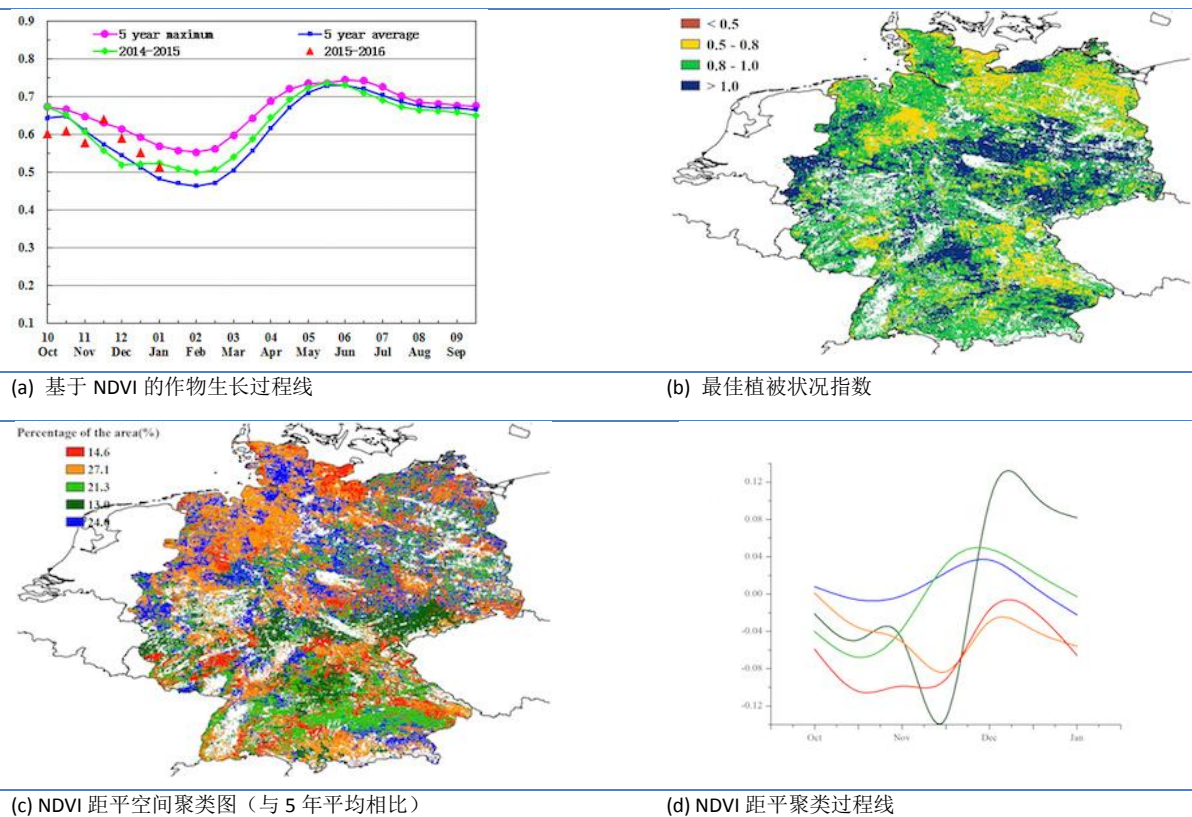 0.9
0.8
0.7
0.6
0.5
0.4
0.3
0.2
0.1
5 year maximum
5 year average
2014-2015
2015-2016
10 11 12 01 02 03 04 05 06 07 08 09
Oct Nov Dec Jan Feb Mar Apr May Jun Jul Aug Sep
< 0.5
0.5 - 0.8
0.8 - 1.0
> 1.0
(a) 基于 NDVI 的作物生长过程线
(b) 最佳植被状况指数
Percentage of the area(%)
14.6
27.1
21.3
13.0
0.12
0.08
0.04
0.00
-0.04
-0.08
-0.12
Oct Nov Dec Jan
(c) NDVI 距平空间聚类图（与 5 年平均相比）
(d) NDVI 距平聚类过程线